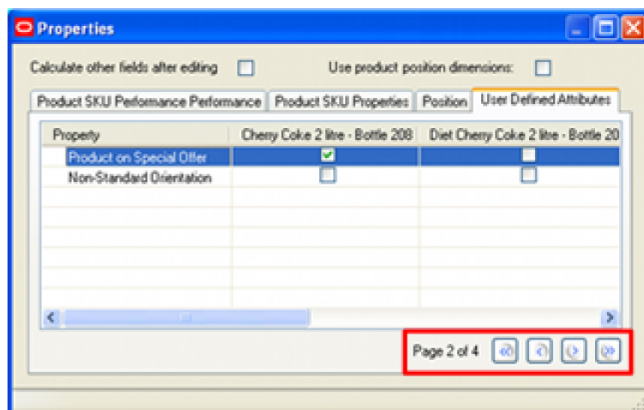 Properties
Calculate other fields after editing Use product position dimensions:
Product SKU Performance Performance Product SKU Properties Position User Defined Attributes
Property Cherry Coke 2 litre - Bottle 208 Diet Cherry Coke 2 litre - Bottle 20
Product on Special Offer
Non-Standard Orientation
Page 2 of 4